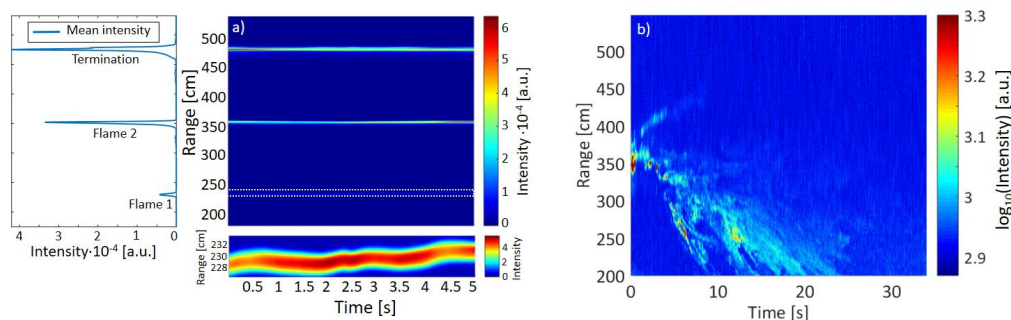 Mean intensity
Termination
Flame 2
Flame 1
4
3
2
1
0
Intensity·10⁻⁴ [a.u.]
a)
500
450
400
350
300
250
200
Range [cm]
6
5
4
3
2
1
0
Intensity ·10⁻⁴ [a.u.]
232
230
228
Range [cm]
4
2
0
Intensity
0.5 1 1.5 2 2.5 3 3.5 4 4.5 5
Time [s]
b)
500
450
400
350
300
250
200
Range [cm]
0 10 20 30
Time [s]
3.3
3.2
3.1
3
2.9
log₁₀(Intensity) [a.u.]